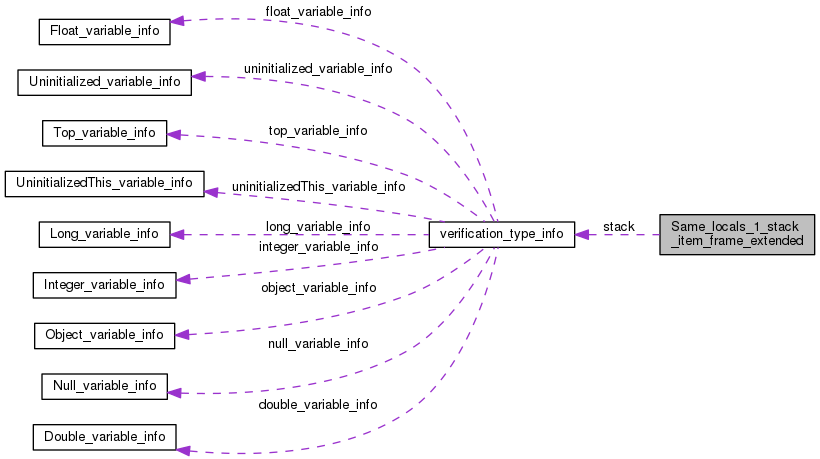 float_variable_info
Float_variable_info
uninitialized_variable_info
Uninitialized_variable_info
top_variable_info
Top_variable_info
UninitializedThis_variable_info
uninitializedThis_variable_info
Long_variable_info
long_variable_info
verification_type_info
stack
Same_locals_1_stack
_item_frame_extended
integer_variable_info
Integer_variable_info
object_variable_info
Object_variable_info
null_variable_info
Null_variable_info
double_variable_info
Double_variable_info